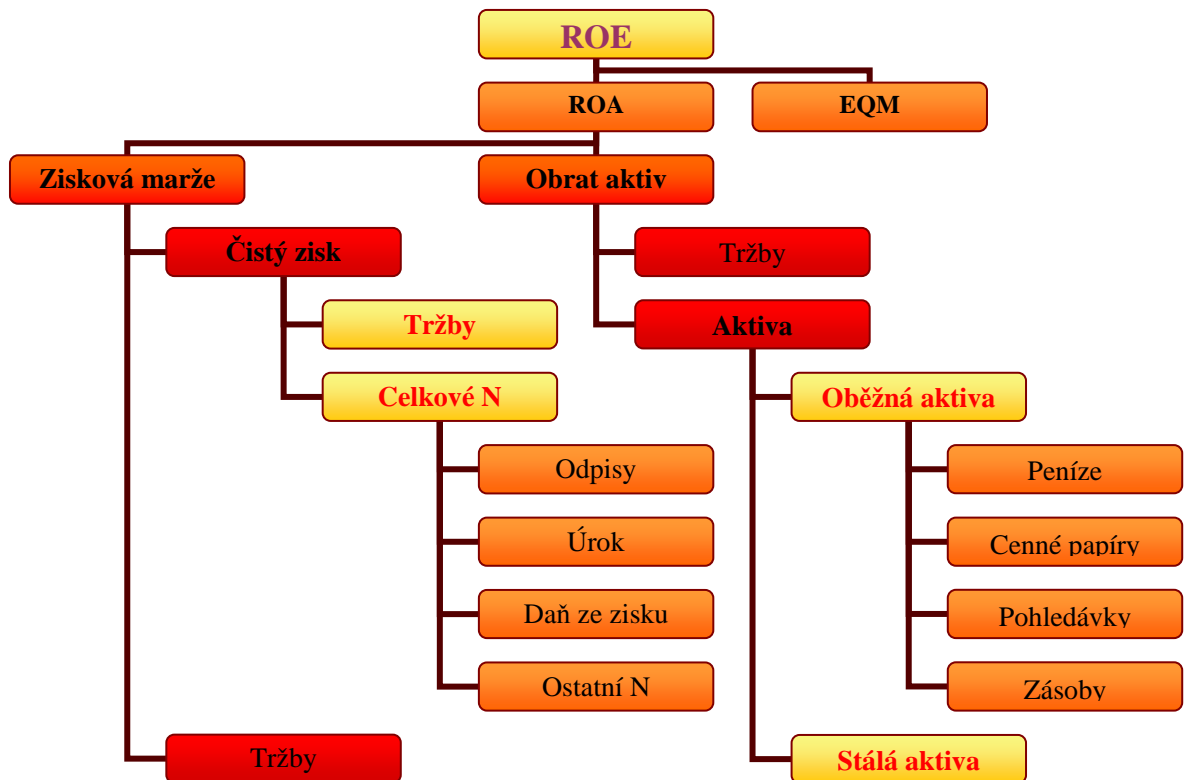 ROE
ROA
EQM
Zisková marže
Obrat aktiv
Čistý zisk
Tržby
Tržby
Aktiva
Celkové N
Oběžná aktiva
Odpisy
Peníze
Úrok
Cenné papíry
Daň ze zisku
Pohledávky
Ostatní N
Zásoby
Tržby
Stálá aktiva